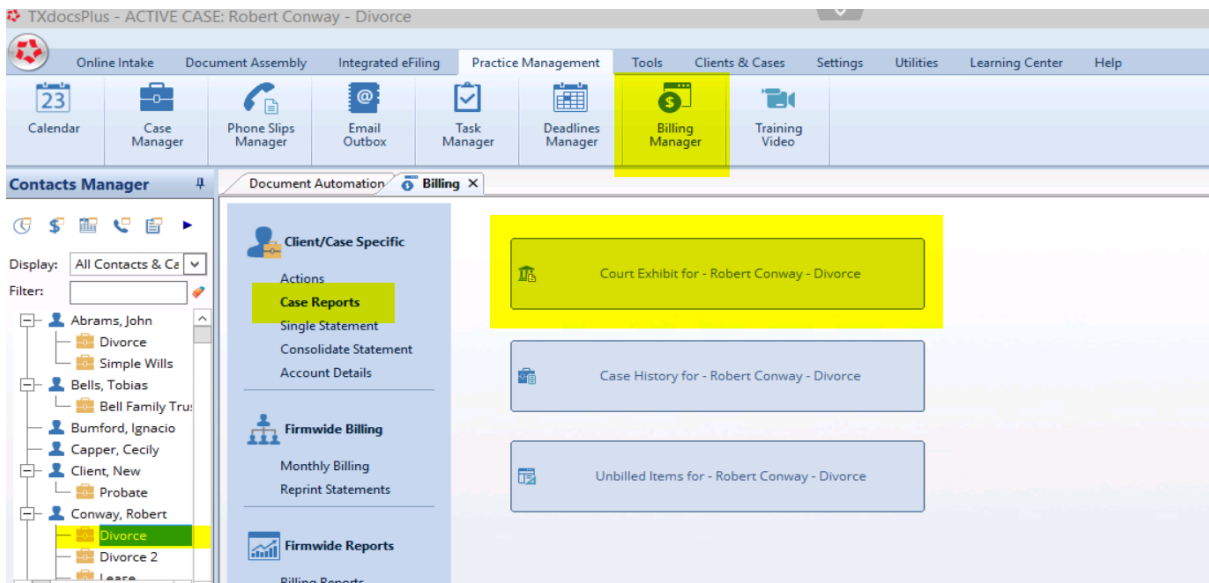 TXdocsPlus - ACTIVE CASE: Robert Conway - Divorce
Online Intake Document Assembly Integrated eFiling Practice Management Tools Clients & Cases Settings Utilities Learning Center Help
23
Calendar
Case
Manager
Phone Slips
Manager
@
Email
Outbox
Task
Manager
Deadlines
Manager
$
Billing
Manager
Training
Video
Contacts Manager
Document Automation Billing X
Display: All Contacts & Ca
Filter:
Abrams, John
Divorce
Simple Wills
Bells, Tobias
Bell Family Tru
Bumford, Ignacio
Capper, Cecily
Client, New
Probate
Conway, Robert
Divorce
Divorce 2
Lease
Client/Case Specific
Actions
Case Reports
Single Statement
Consolidate Statement
Account Details
Firmwide Billing
Monthly Billing
Reprint Statements
Firmwide Reports
Billing Reports
Court Exhibit for - Robert Conway - Divorce
Case History for - Robert Conway - Divorce
Unbilled Items for - Robert Conway - Divorce